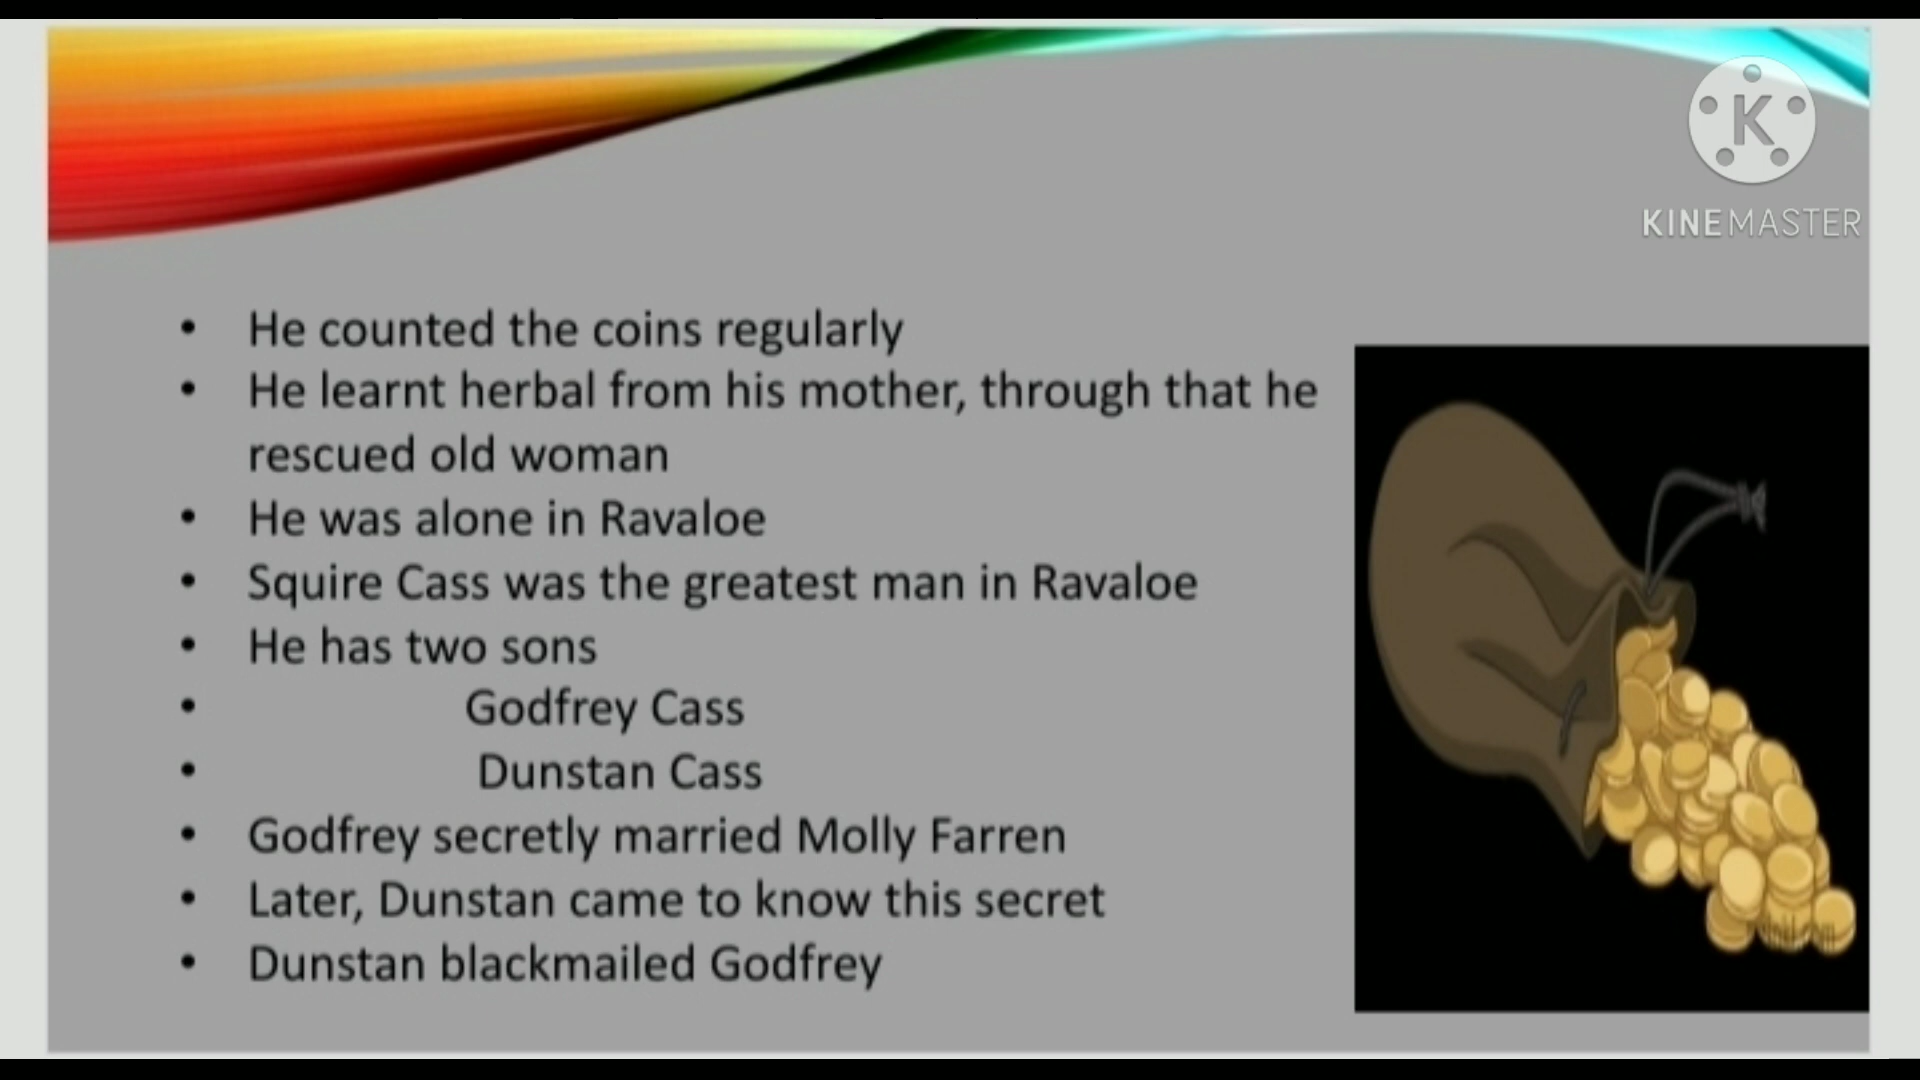 K
KINEMASTER
• He counted the coins regularly
• He learnt herbal from his mother, through that he
rescued old woman
• He was alone in Ravaloe
• Squire Cass was the greatest man in Ravaloe
• He has two sons
• Godfrey Cass
• Dunstan Cass
• Godfrey secretly married Molly Farren
• Later, Dunstan came to know this secret
• Dunstan blackmailed Godfrey